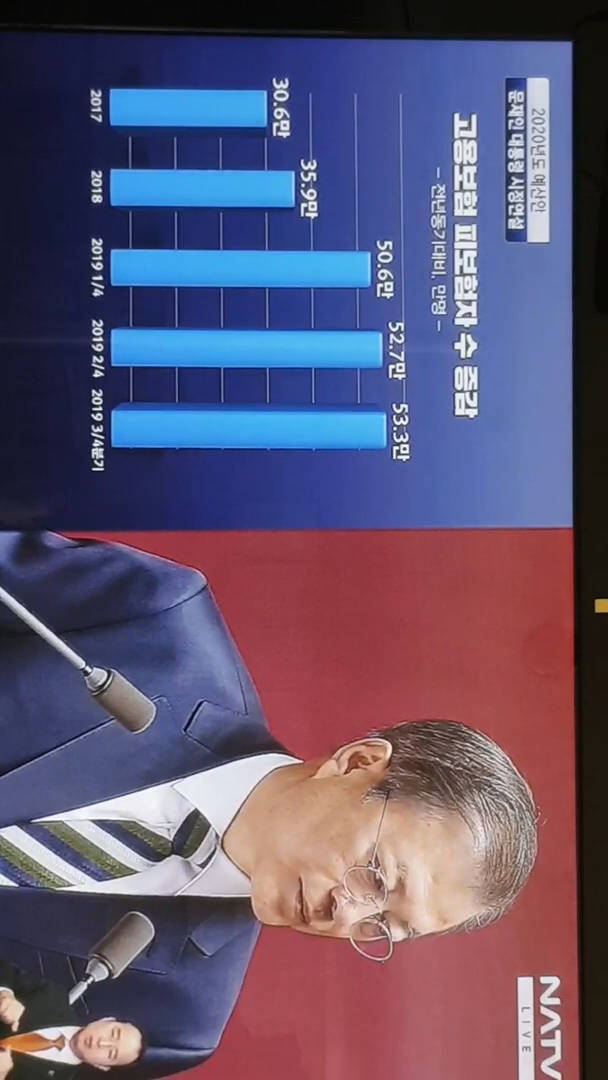 2020년도 예산안
문재인 대통령 시정연설
고용보험 피보험자 수 증감
- 전년동기대비, 만명 -
30.6만
35.9만
50.6만
52.7만
53.3만
2017
2018
2019 1/4
2019 2/4
2019 3/4분기
NATV
LIVE